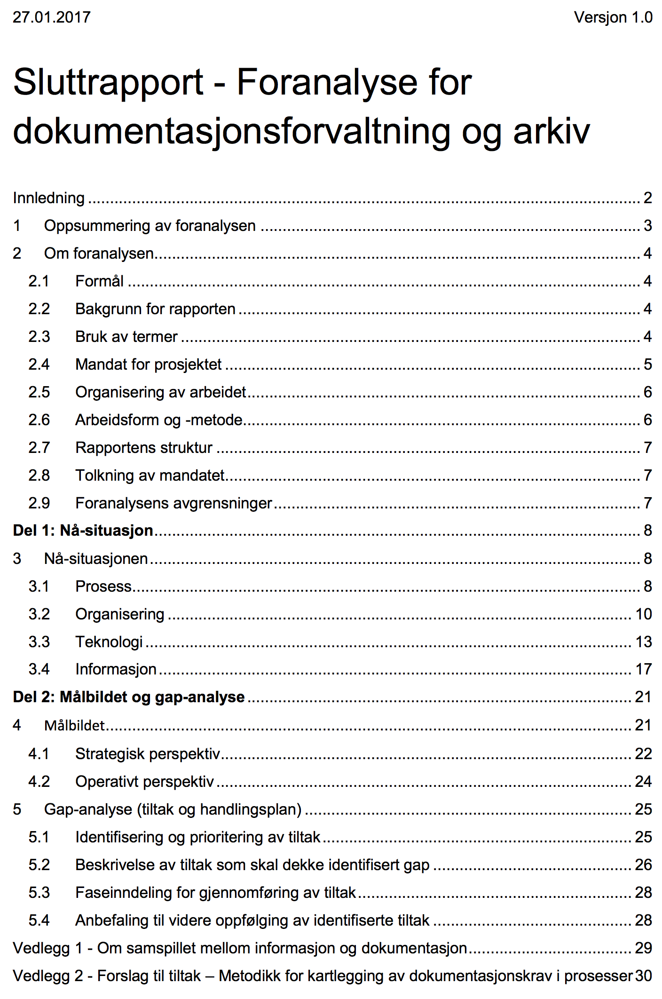 27.01.2017 Versjon 1.0
Sluttrapport - Foranalyse for
dokumentasjonsforvaltning og arkiv
Innledning 2
1 Oppsummering av foranalysen 3
2 Om foranalysen 4
2.1 Formål 4
2.2 Bakgrunn for rapporten 4
2.3 Bruk av termer 4
2.4 Mandat for prosjektet 5
2.5 Organisering av arbeidet 6
2.6 Arbeidsform og -metode 6
2.7 Rapportens struktur 7
2.8 Tolkning av mandatet 7
2.9 Foranalysens avgrensninger 7
Del 1: Nå-situasjon 8
3 Nå-situasjonen 8
3.1 Prosess 8
3.2 Organisering 10
3.3 Teknologi 13
3.4 Informasjon 17
Del 2: Målbildet og gap-analyse 21
4 Målbildet 21
4.1 Strategisk perspektiv 22
4.2 Operativt perspektiv 24
5 Gap-analyse (tiltak og handlingsplan) 25
5.1 Identifisering og prioritering av tiltak 25
5.2 Beskrivelse av tiltak som skal dekke identifisert gap 26
5.3 Faseinndeling for gjennomføring av tiltak 28
5.4 Anbefaling til videre oppfølging av identifiserte tiltak 28
Vedlegg 1 - Om samspillet mellom informasjon og dokumentasjon 29
Vedlegg 2 - Forslag til tiltak – Metodikk for kartlegging av dokumentasjonskrav i prosesser 30